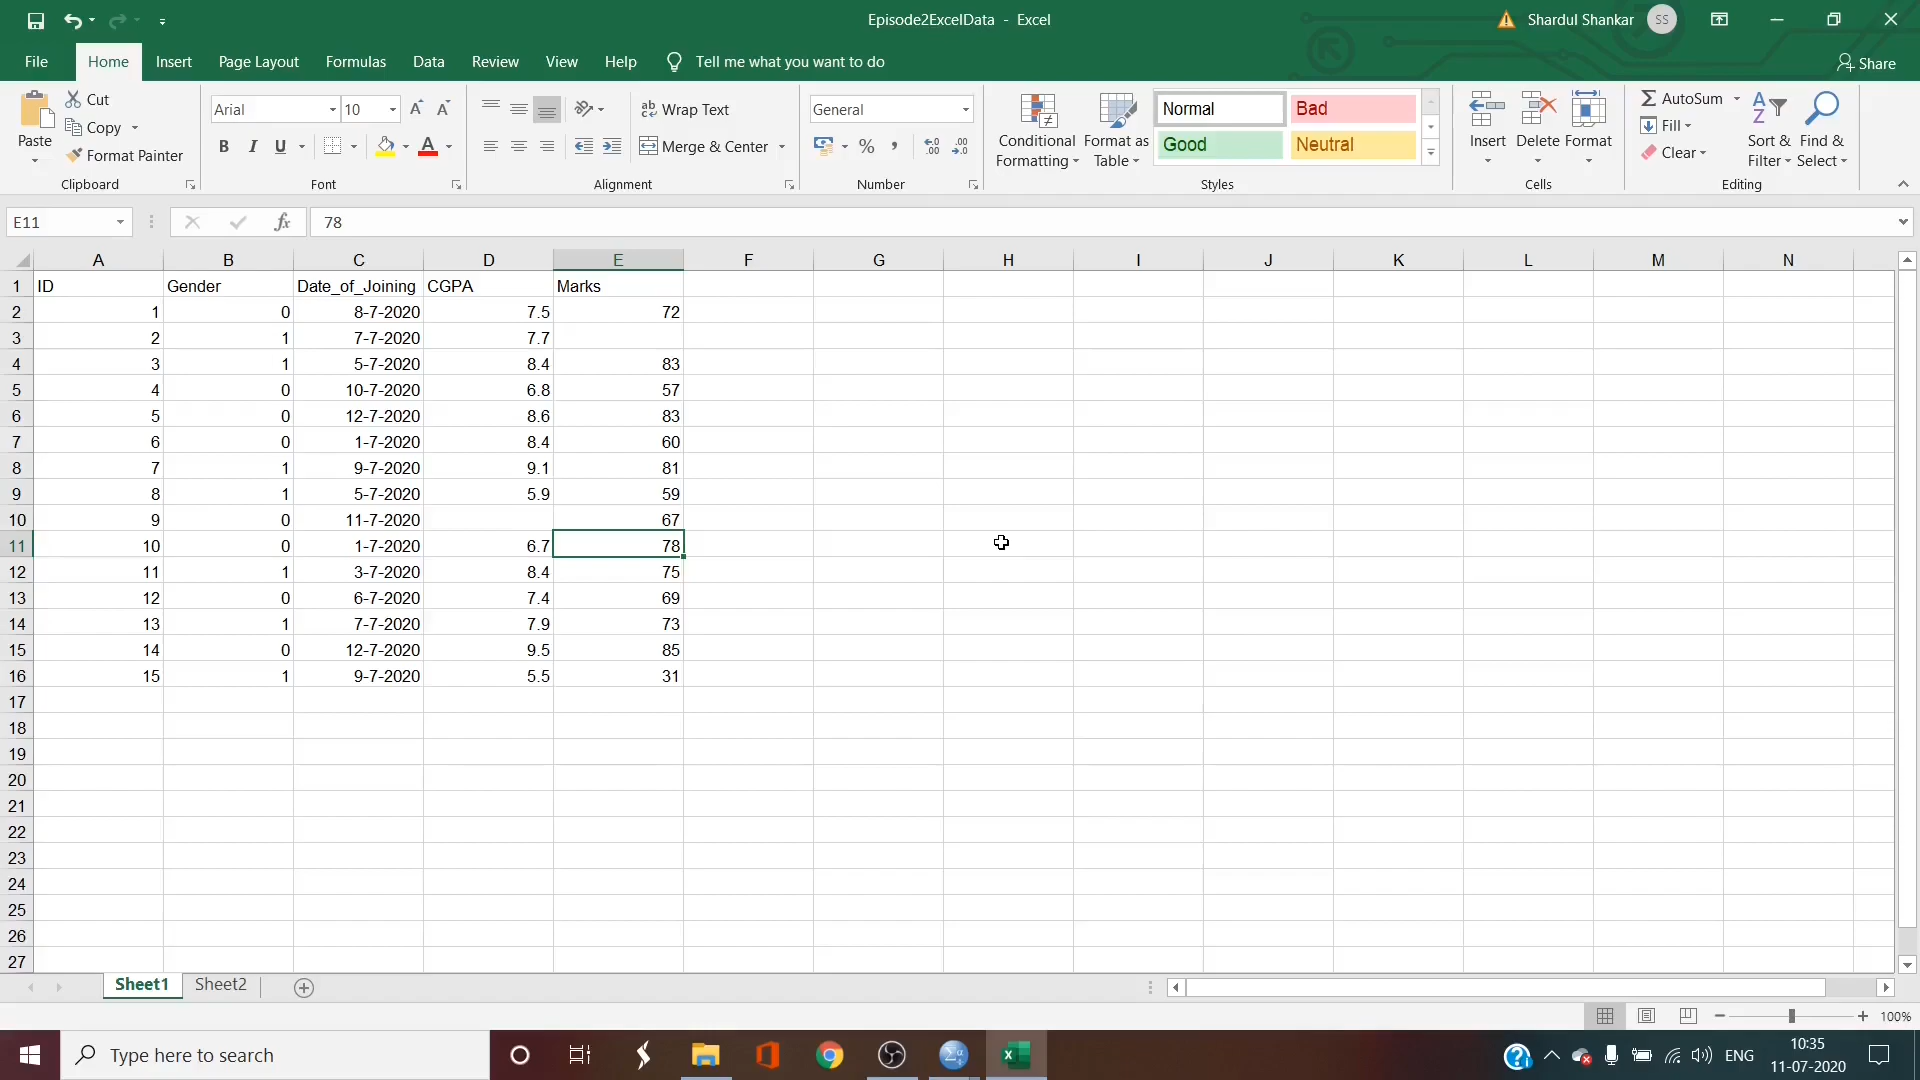 Episode2ExcelData - Excel
Shardul Shankar SS
File Home Insert Page Layout Formulas Data Review View Help Tell me what you want to do Share
Paste Cut Copy Format Painter Clipboard
Arial 10 A A B I U A Font
ab Wrap Text Merge & Center Alignment
General % , Number
Conditional Formatting Format as Table Normal Bad Good Neutral Styles
Insert Delete Format Cells
AutoSum Fill Clear Sort & Filter Find & Select Editing
E11 fx 78
A B C D E F G H I J K L M N
1 ID Gender Date_of_Joining CGPA Marks
2 1 0 8-7-2020 7.5 72
3 2 1 7-7-2020 7.7
4 3 1 5-7-2020 8.4 83
5 4 0 10-7-2020 6.8 57
6 5 0 12-7-2020 8.6 83
7 6 0 1-7-2020 8.4 60
8 7 1 9-7-2020 9.1 81
9 8 1 5-7-2020 5.9 59
10 9 0 11-7-2020 67
11 10 0 1-7-2020 6.7 78
12 11 1 3-7-2020 8.4 75
13 12 0 6-7-2020 7.4 69
14 13 1 7-7-2020 7.9 73
15 14 0 12-7-2020 9.5 85
16 15 1 9-7-2020 5.5 31
17
18
19
20
21
22
23
24
25
26
27
Sheet1 Sheet2
100%
Type here to search
ENG
10:35
11-07-2020